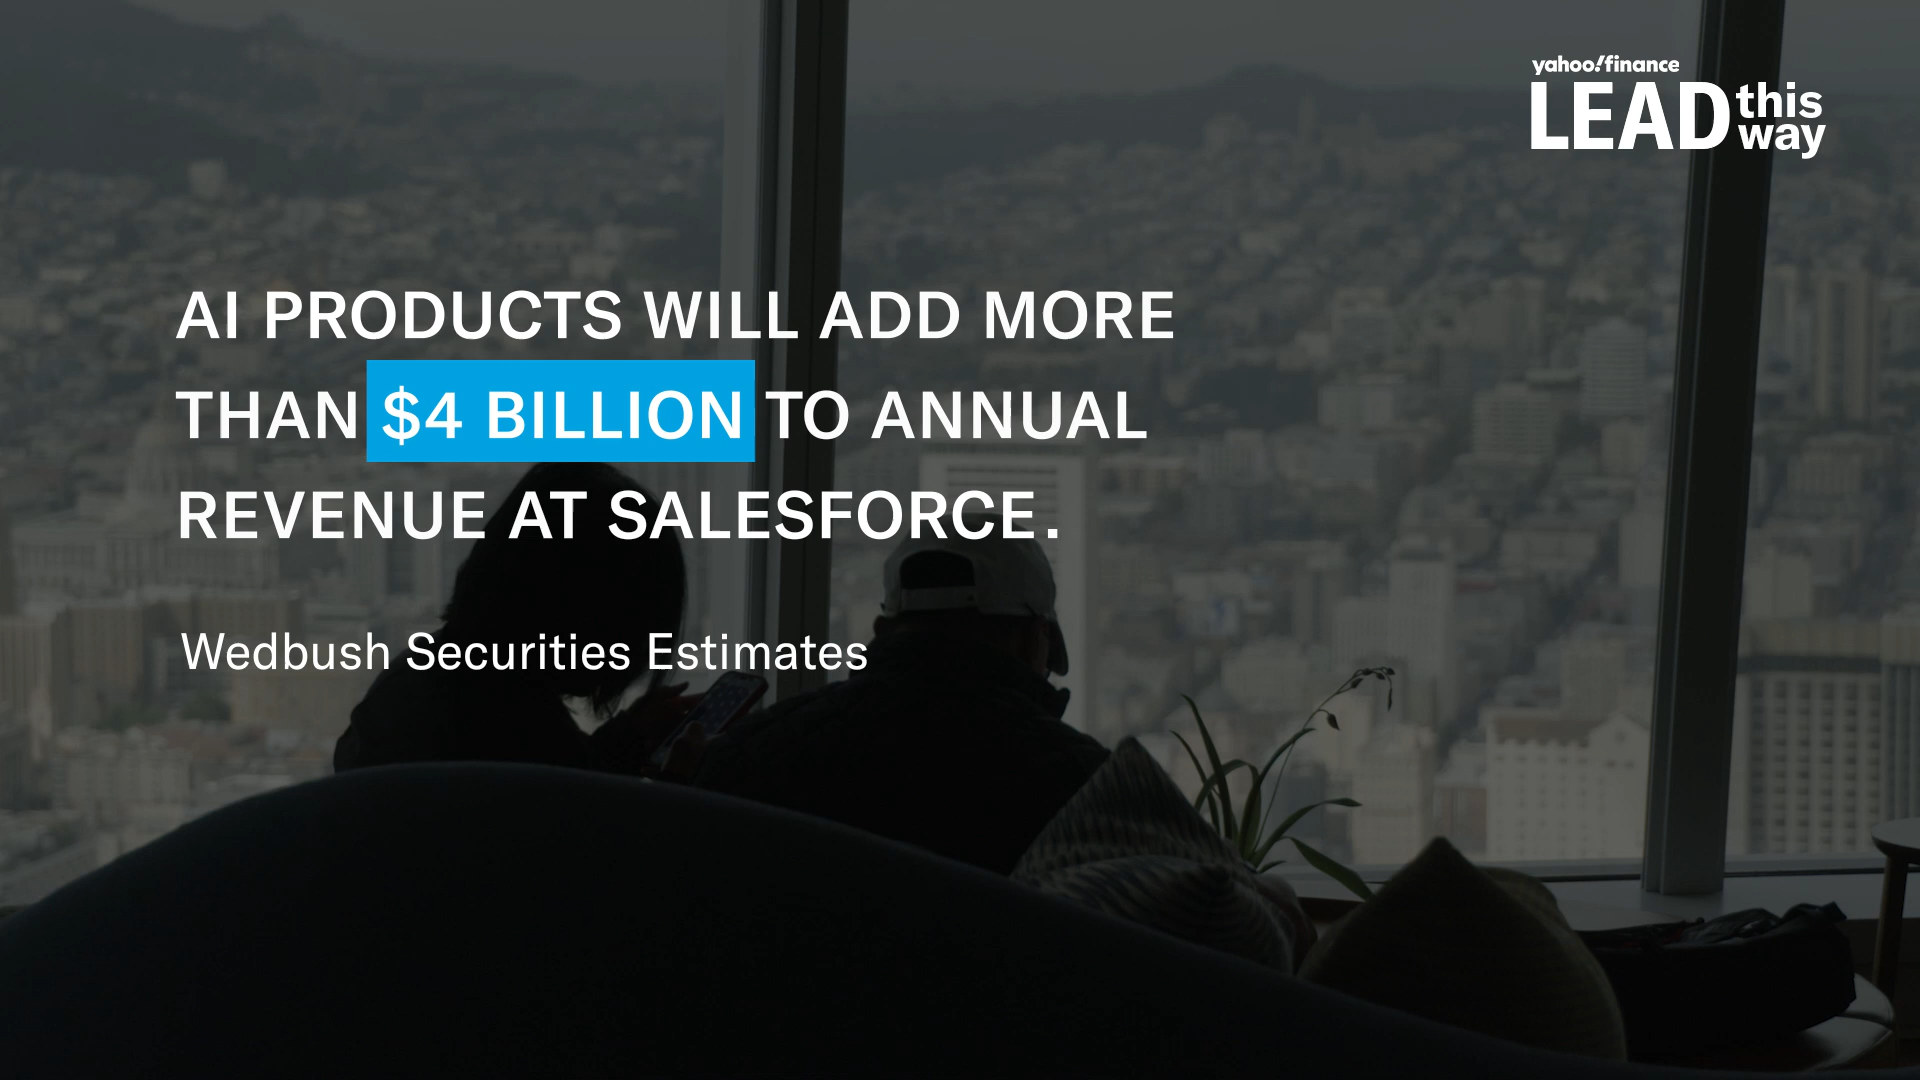 yahoo!finance
LEAD this
way
AI PRODUCTS WILL ADD MORE
THAN $4 BILLION TO ANNUAL
REVENUE AT SALESFORCE.
Wedbush Securities Estimates